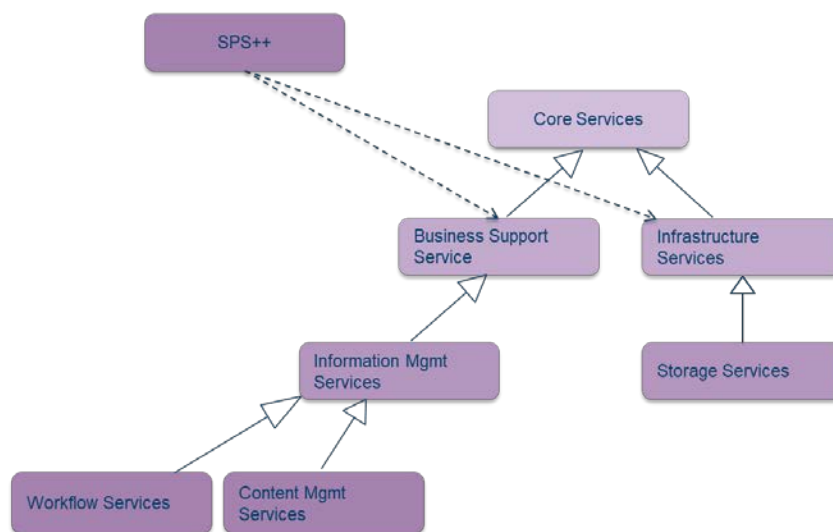 SPS++
Core Services
Business Support
Service
Infrastructure
Services
Information Mgmt
Services
Storage Services
Workflow Services
Content Mgmt
Services